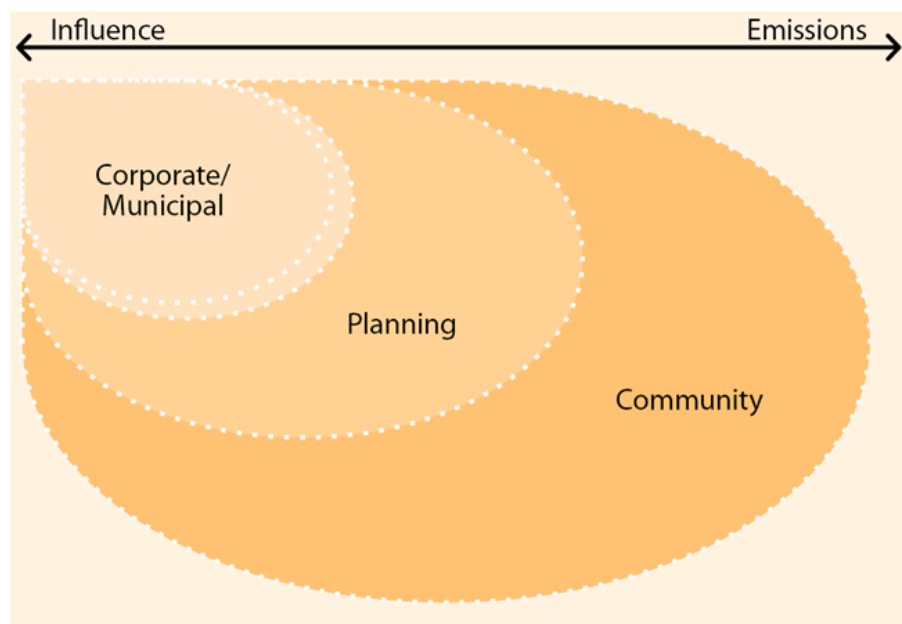 Influence
Emissions
Corporate/
Municipal
Planning
Community